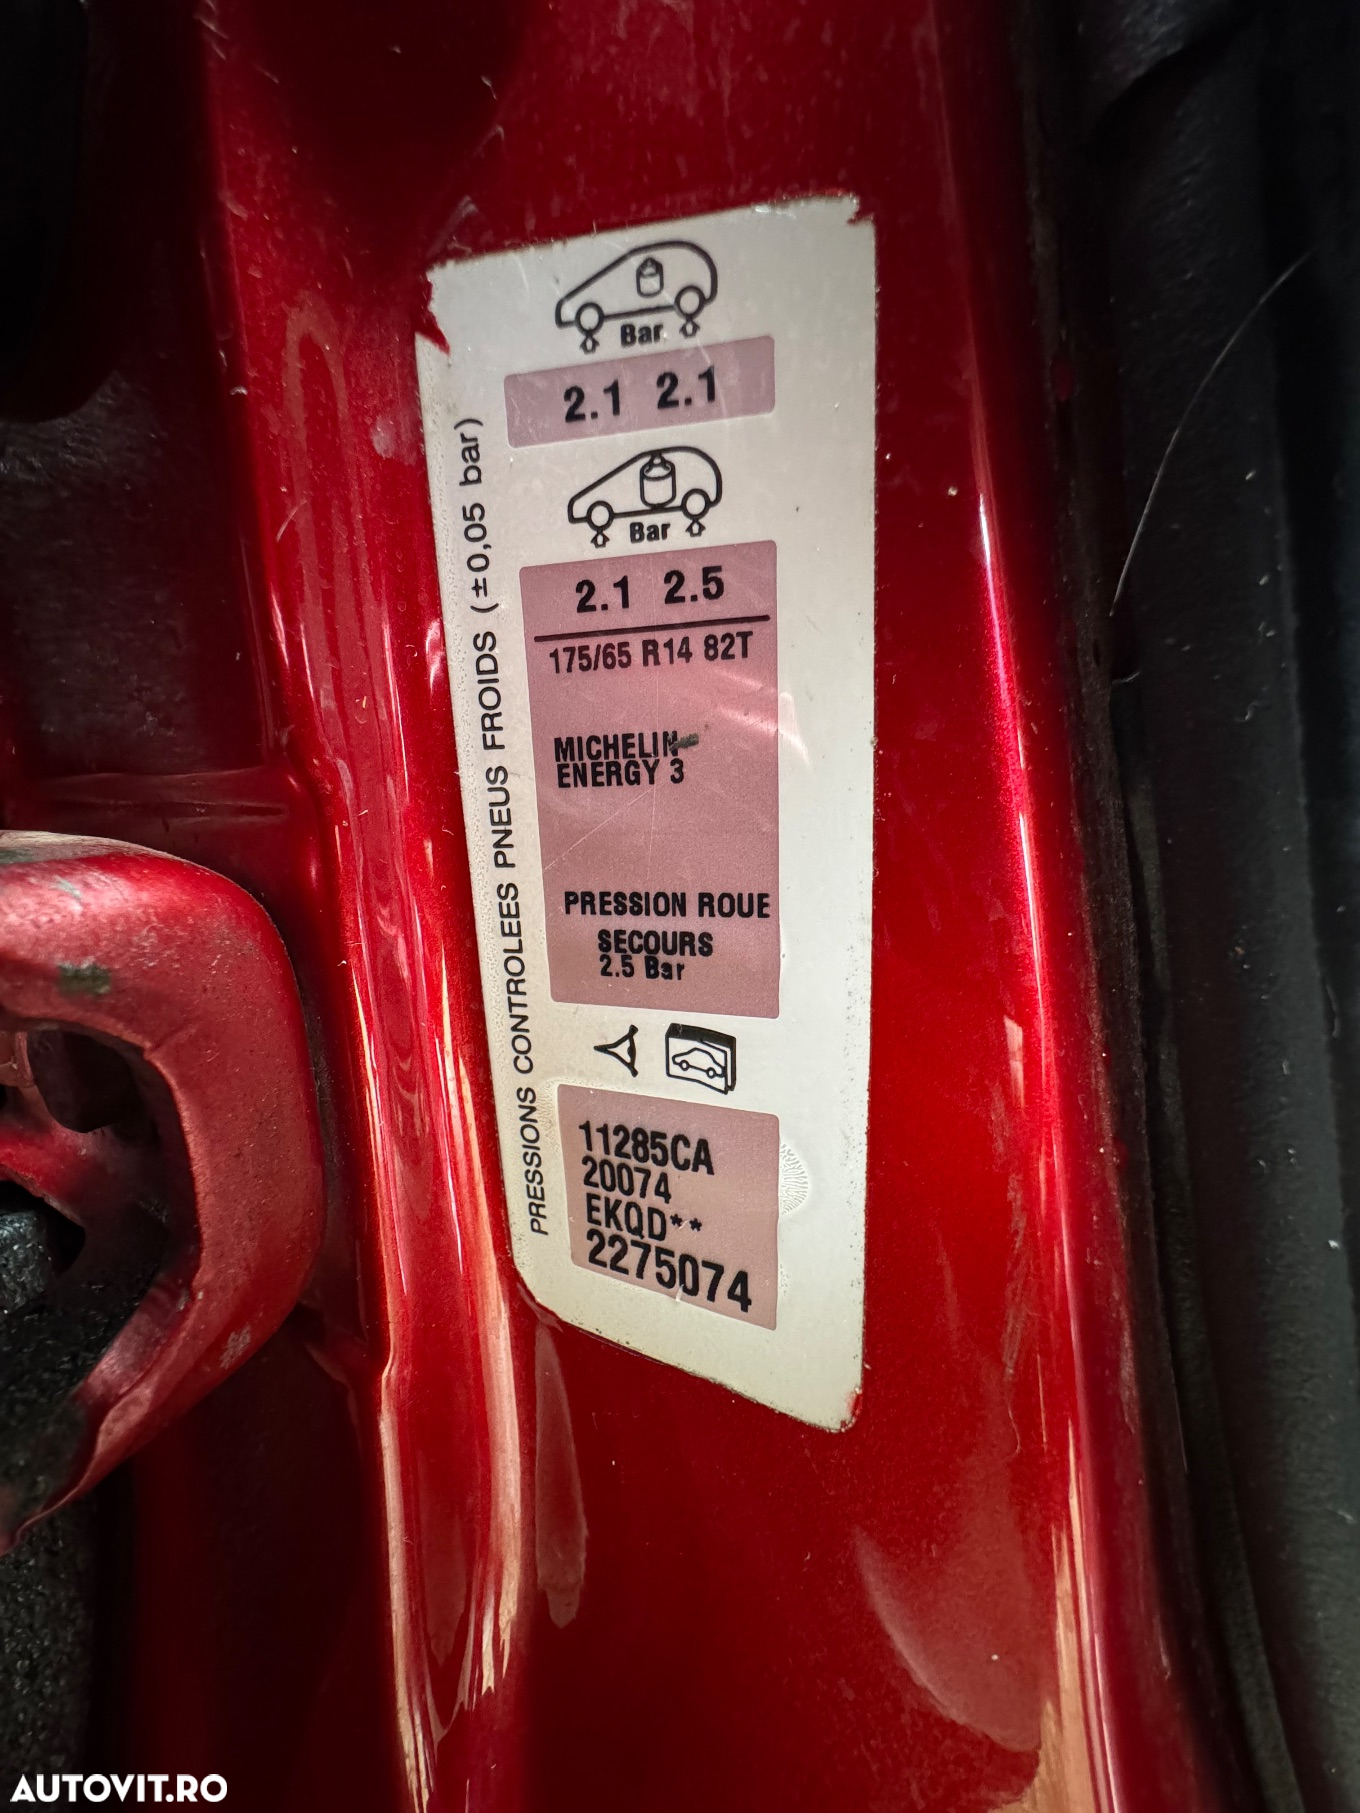 Bar
2.1 2.1
Bar
2.1 2.5
175/65 R14 82T
MICHELIN
ENERGY 3
PRESSION ROUE
SECOURS
2.5 Bar
11285CA
20074
EKQD**
2275074
PRESSIONS CONTROLEES PNEUS FROIDS (±0,05 bar)
AUTOVIT.RO